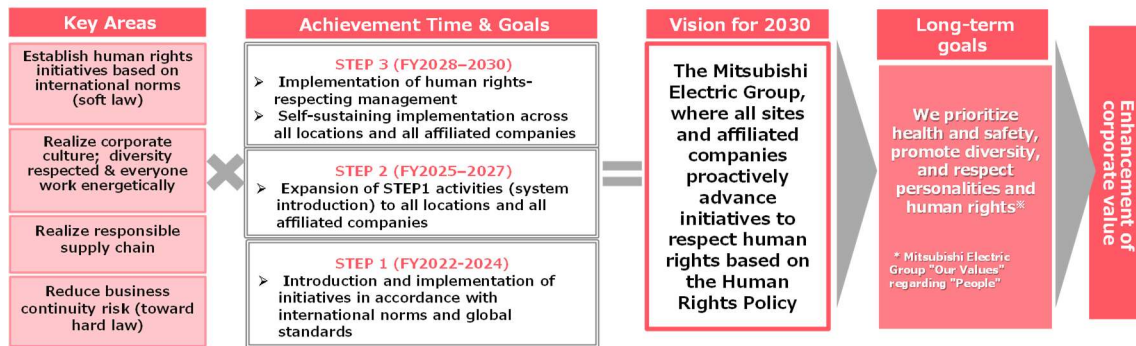 Key Areas
Establish human rights
initiatives based on
international norms
(soft law)
Realize corporate
culture; diversity
respected & everyone
work energetically
Realize responsible
supply chain
Reduce business
continuity risk (toward
hard law)
Achievement Time & Goals
STEP 3 (FY2028–2030)
➢ Implementation of human rights-
respecting management
➢ Self-sustaining implementation across
all locations and all affiliated companies
STEP 2 (FY2025–2027)
➢ Expansion of STEP1 activities (system
introduction) to all locations and all
affiliated companies
STEP 1 (FY2022-2024)
➢ Introduction and implementation of
initiatives in accordance with
international norms and global
standards
Vision for 2030
The Mitsubishi
Electric Group,
where all sites
and affiliated
companies
proactively
advance
initiatives to
respect human
rights based on
the Human
Rights Policy
Long-term
goals
We prioritize
health and safety,
promote diversity,
and respect
personalities and
human rights※
* Mitsubishi Electric
Group "Our Values"
regarding "People"
Enhancement of
corporate value